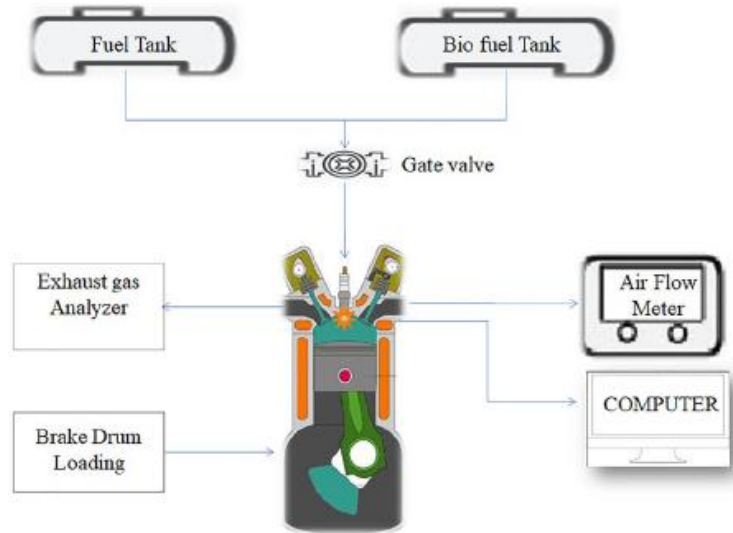 Fuel Tank
Bio fuel Tank
Gate valve
Exhaust gas
Analyzer
Air Flow
Meter
Brake Drum
Loading
COMPUTER